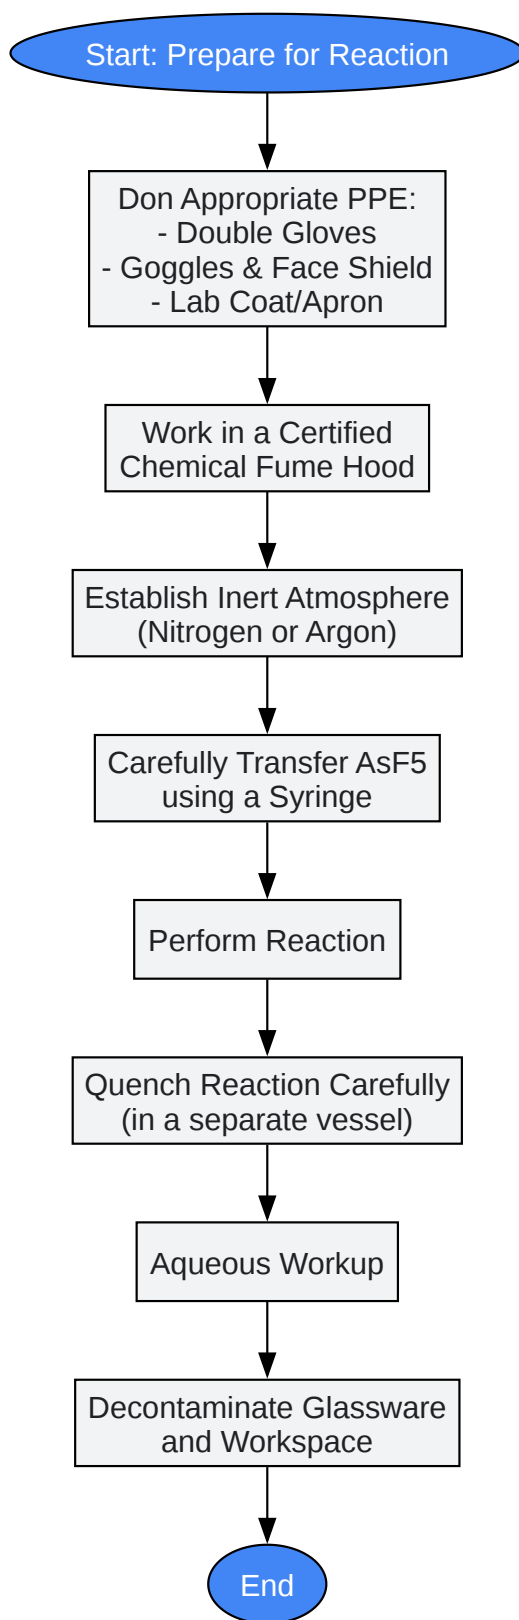 Start: Prepare for Reaction
Don Appropriate PPE:
- Double Gloves
- Goggles & Face Shield
- Lab Coat/Apron
Work in a Certified
Chemical Fume Hood
Establish Inert Atmosphere
(Nitrogen or Argon)
Carefully Transfer AsF5
using a Syringe
Perform Reaction
Quench Reaction Carefully
(in a separate vessel)
Aqueous Workup
Decontaminate Glassware
and Workspace
End